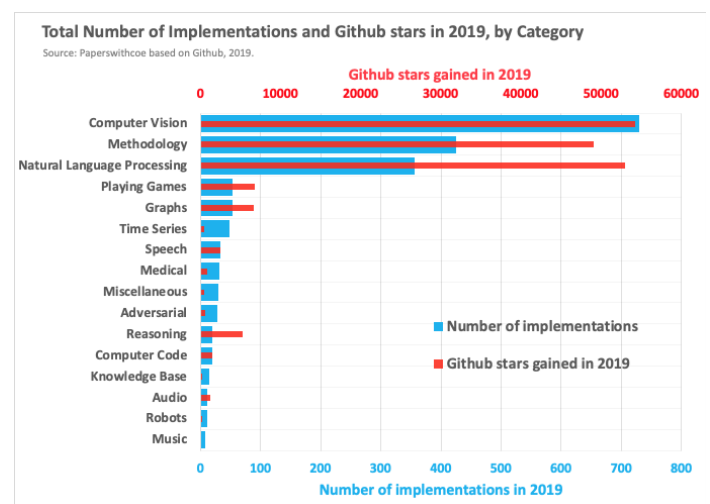 Total Number of Implementations and Github stars in 2019, by Category
Source: Paperswithcoe based on Github, 2019.
Github stars gained in 2019
0 10000 20000 30000 40000 50000 60000
Computer Vision
Methodology
Natural Language Processing
Playing Games
Graphs
Time Series
Speech
Medical
Miscellaneous
Adversarial
Reasoning
Computer Code
Knowledge Base
Audio
Robots
Music
Number of implementations
Github stars gained in 2019
0 100 200 300 400 500 600 700 800
Number of implementations in 2019